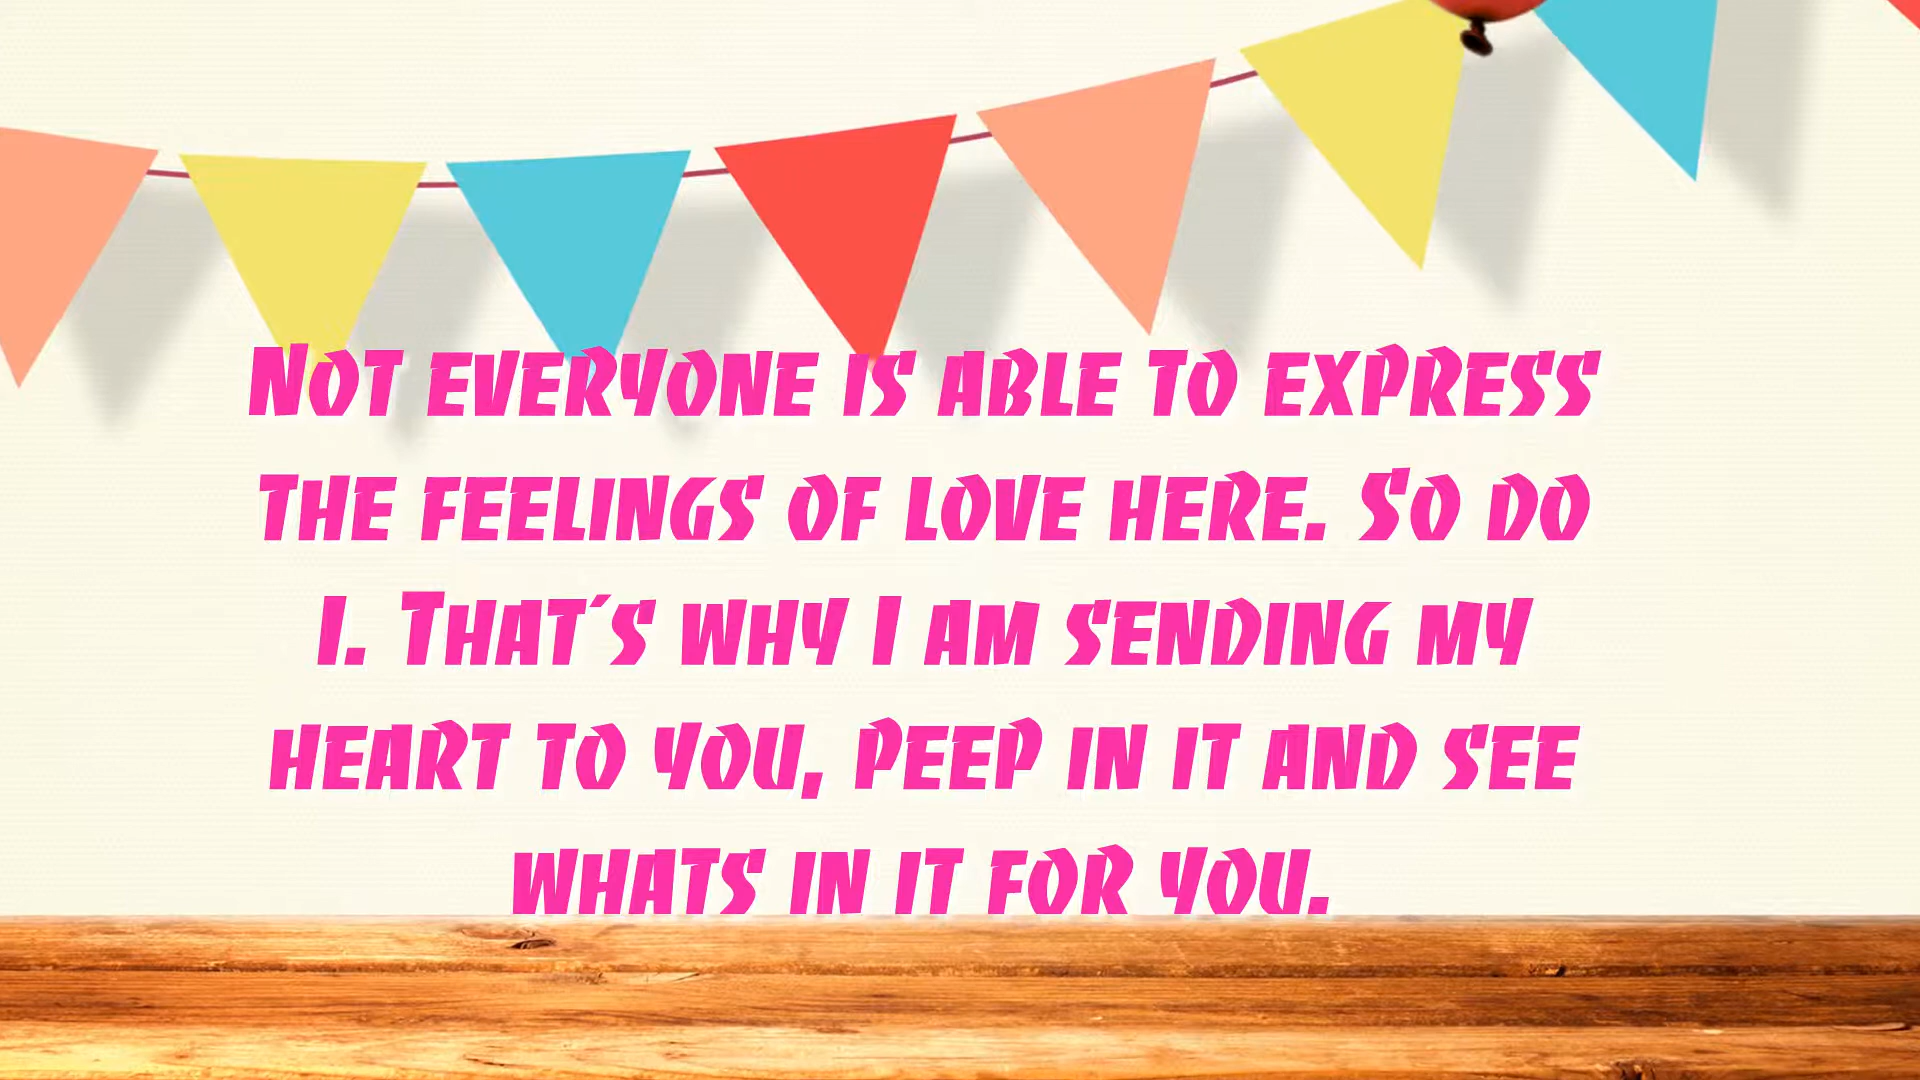 Not everyone is able to express
the feelings of love here. So do
I. That's why I am sending my
heart to you, peep in it and see
whats in it for you.